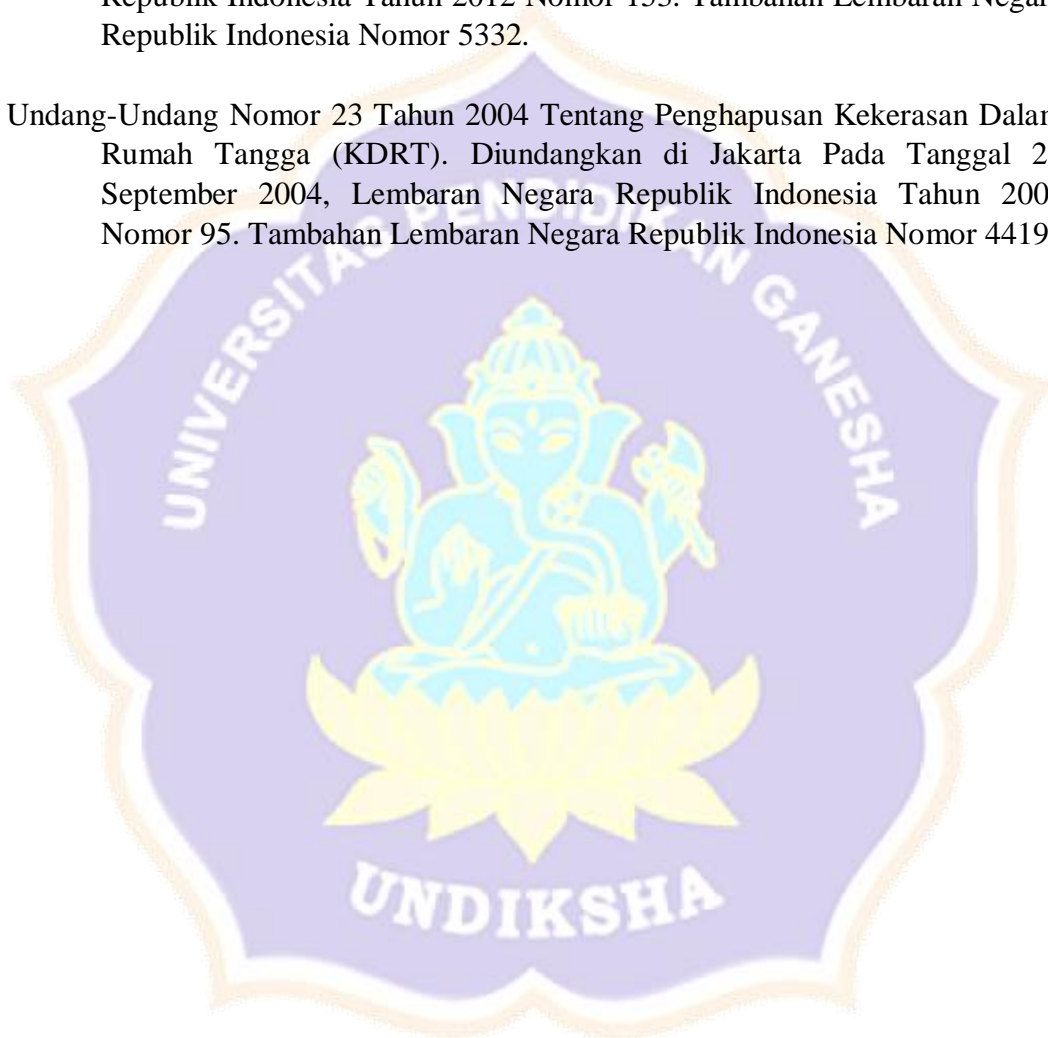 Republik Indonesia Tahun 2012 Nomor 153. Tambahan Lembaran Negar
Republik Indonesia Nomor 5332.
Undang-Undang Nomor 23 Tahun 2004 Tentang Penghapusan Kekerasan Dalam
Rumah Tangga (KDRT). Diundangkan di Jakarta Pada Tanggal 2
September 2004, Lembaran Negara Republik Indonesia Tahun 200
Nomor 95. Tambahan Lembaran Negara Republik Indonesia Nomor 4419
UNIVERSITAS PENDIDIKAN GANESHA
UNDIKSHA